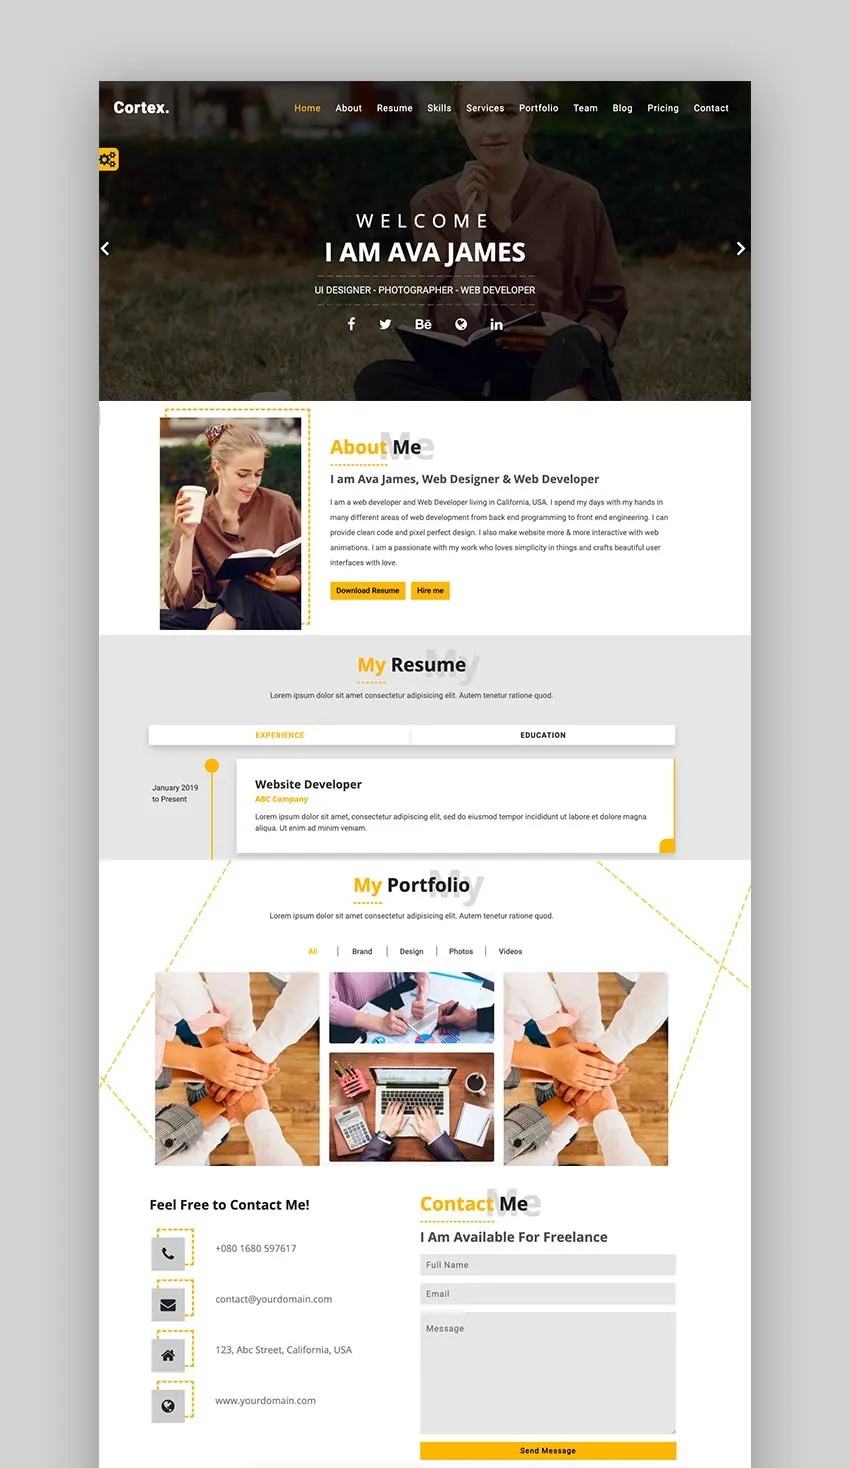 Cortex.
Home About Resume Skills Services Portfolio Team Blog Pricing Contact
WELCOME
I AM AVA JAMES
UI DESIGNER - PHOTOGRAPHER - WEB DEVELOPER
Bē
About Me
Me
I am Ava James, Web Designer & Web Developer
I am a web developer and Web Developer living in California, USA. I spend my days with my hands in
many different areas of web development from back end programming to front end engineering. I can
provide clean code and pixel perfect design. I also make website more & more interactive with web
animations. I am a passionate with my work who loves simplicity in things and crafts beautiful user
interfaces with love.
Download Resume Hire me
My Resume
My
Lorem ipsum dolor sit amet consectetur adipisicing elit. Autem tenetur ratione quod.
EXPERIENCE EDUCATION
January 2019
to Present
Website Developer
ABC Company
Lorem ipsum dolor sit amet, consectetur adipisicing elit, sed do eiusmod tempor incididunt ut labore et dolore magna
aliqua. Ut enim ad minim veniam.
My Portfolio
My
Lorem ipsum dolor sit amet consectetur adipisicing elit. Autem tenetur ratione quod.
All | Brand | Design | Photos | Videos
Feel Free to Contact Me!
+080 1680 597617
contact@yourdomain.com
123, Abc Street, California, USA
www.yourdomain.com
Contact Me
Me
I Am Available For Freelance
Full Name
Email
Message
Send Message